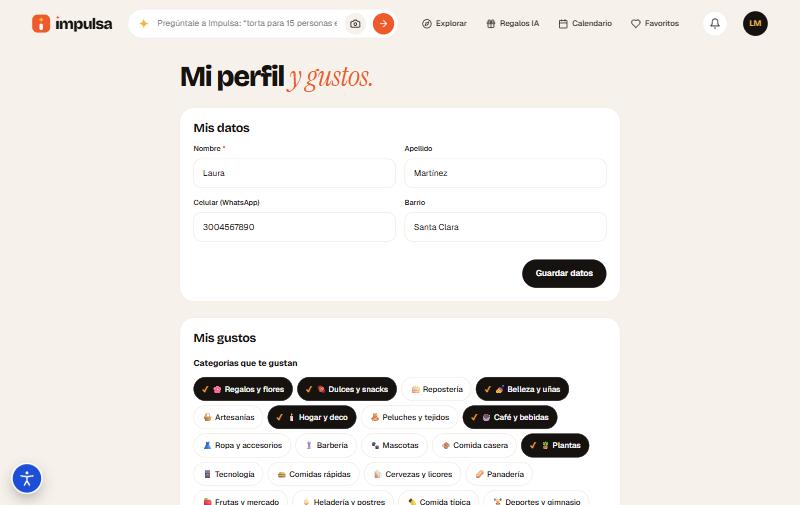 impulsa
Pregúntale a Impulsa: "torta para 15 personas e
Explorar
Regalos IA
Calendario
Favoritos
LM
Mi perfil y gustos.
Mis datos
Nombre *
Apellido
Laura
Martínez
Celular (WhatsApp)
Barrio
3004567890
Santa Clara
Guardar datos
Mis gustos
Categorías que te gustan
Regalos y flores
Dulces y snacks
Repostería
Belleza y uñas
Artesanías
Hogar y deco
Peluches y tejidos
Café y bebidas
Ropa y accesorios
Barbería
Mascotas
Comida casera
Plantas
Tecnología
Comidas rápidas
Cervezas y licores
Panadería
Frutas y mercado
Heladería y postres
Comida típica
Deportes y gimnasio